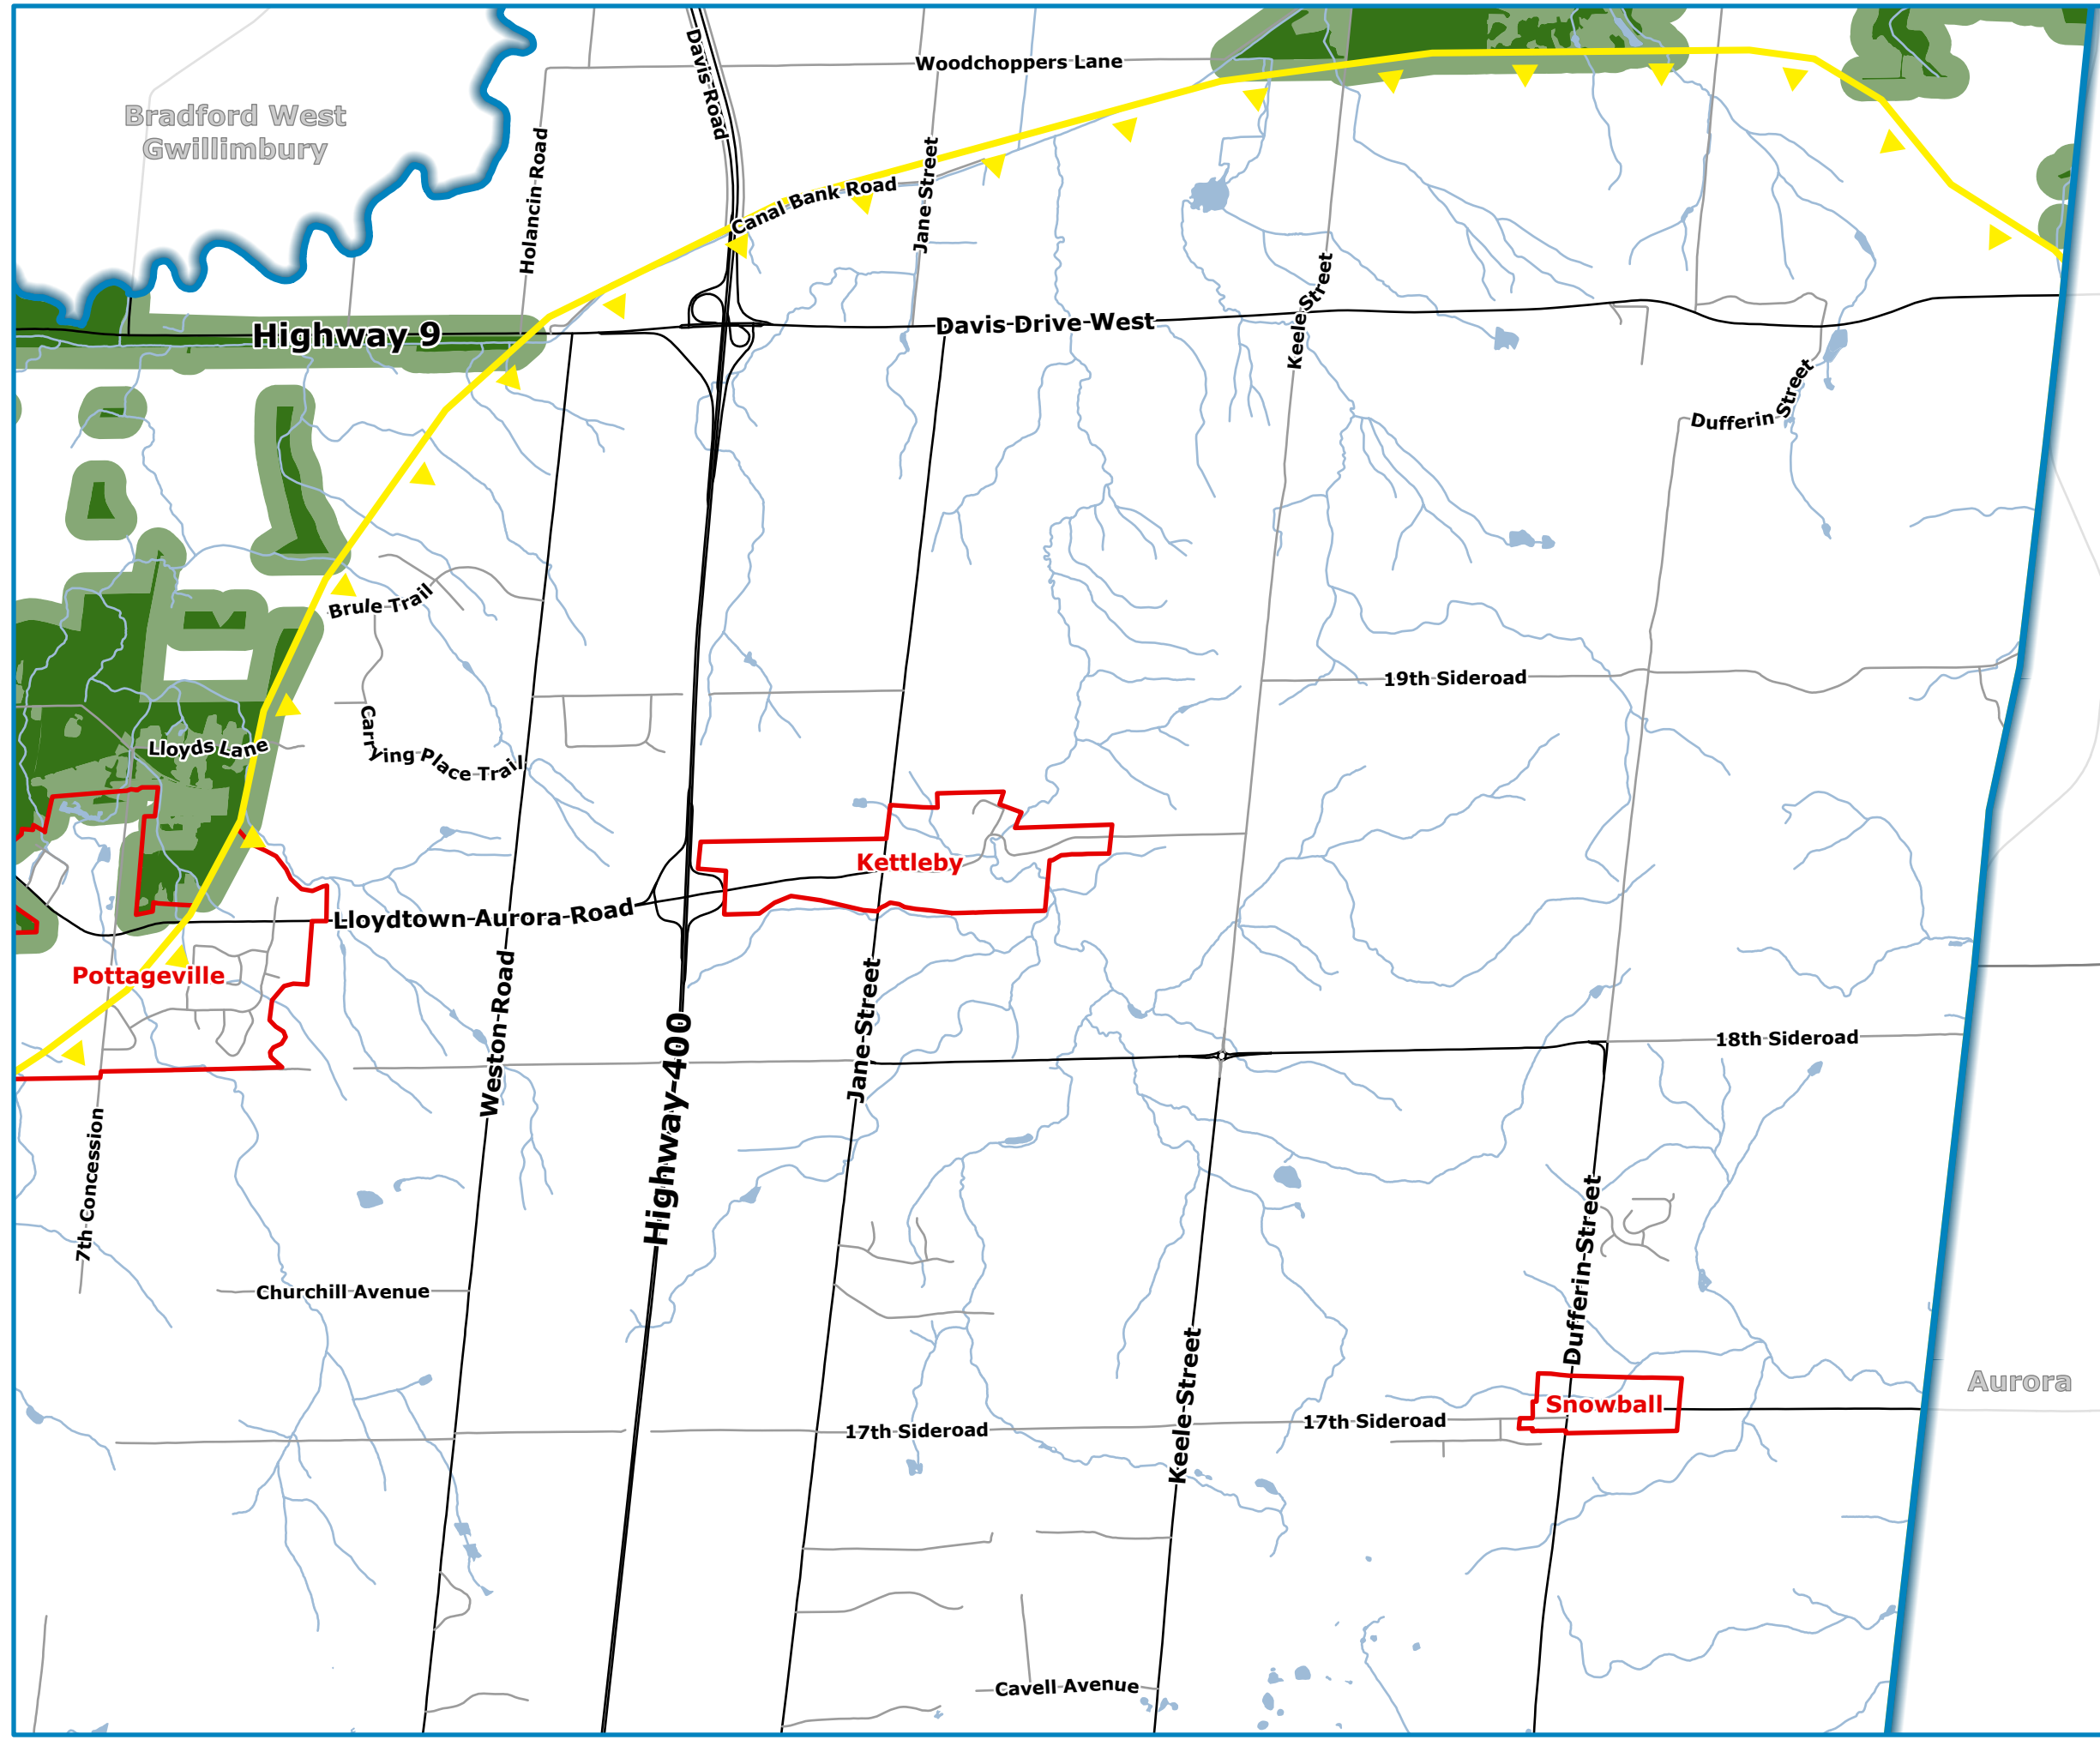 Davis Road
Woodchoppers Lane
Bradford West
Gwillimbury
Holancin Road
Jane Street
Canal Bank Road
Keele Street
Highway 9
Davis Drive West
Dufferin Street
Brule Trail
19th Sideroad
Carrying Place Trail
Lloyds Lane
Kettleby
Lloydtown-Aurora Road
Pottageville
Weston Road
Highway 400
Jane Street
18th Sideroad
7th Concession
Dufferin Street
Churchill Avenue
Keele Street
Aurora
Snowball
17th Sideroad
17th Sideroad
Cavell Avenue